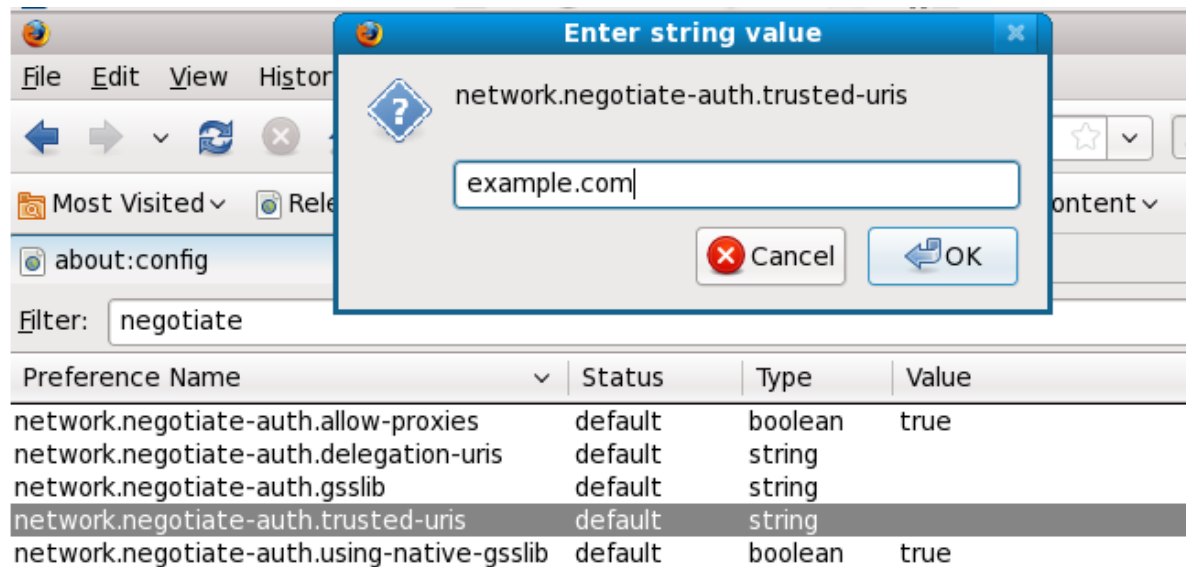 Enter string value
File Edit View Histor
network.negotiate-auth.trusted-uris
example.com
Most Visited Rele ontent
Cancel OK
about:config
Filter: negotiate
Preference Name Status Type Value
network.negotiate-auth.allow-proxies default boolean true
network.negotiate-auth.delegation-uris default string
network.negotiate-auth.gsslib default string
network.negotiate-auth.trusted-uris default string
network.negotiate-auth.using-native-gsslib default boolean true